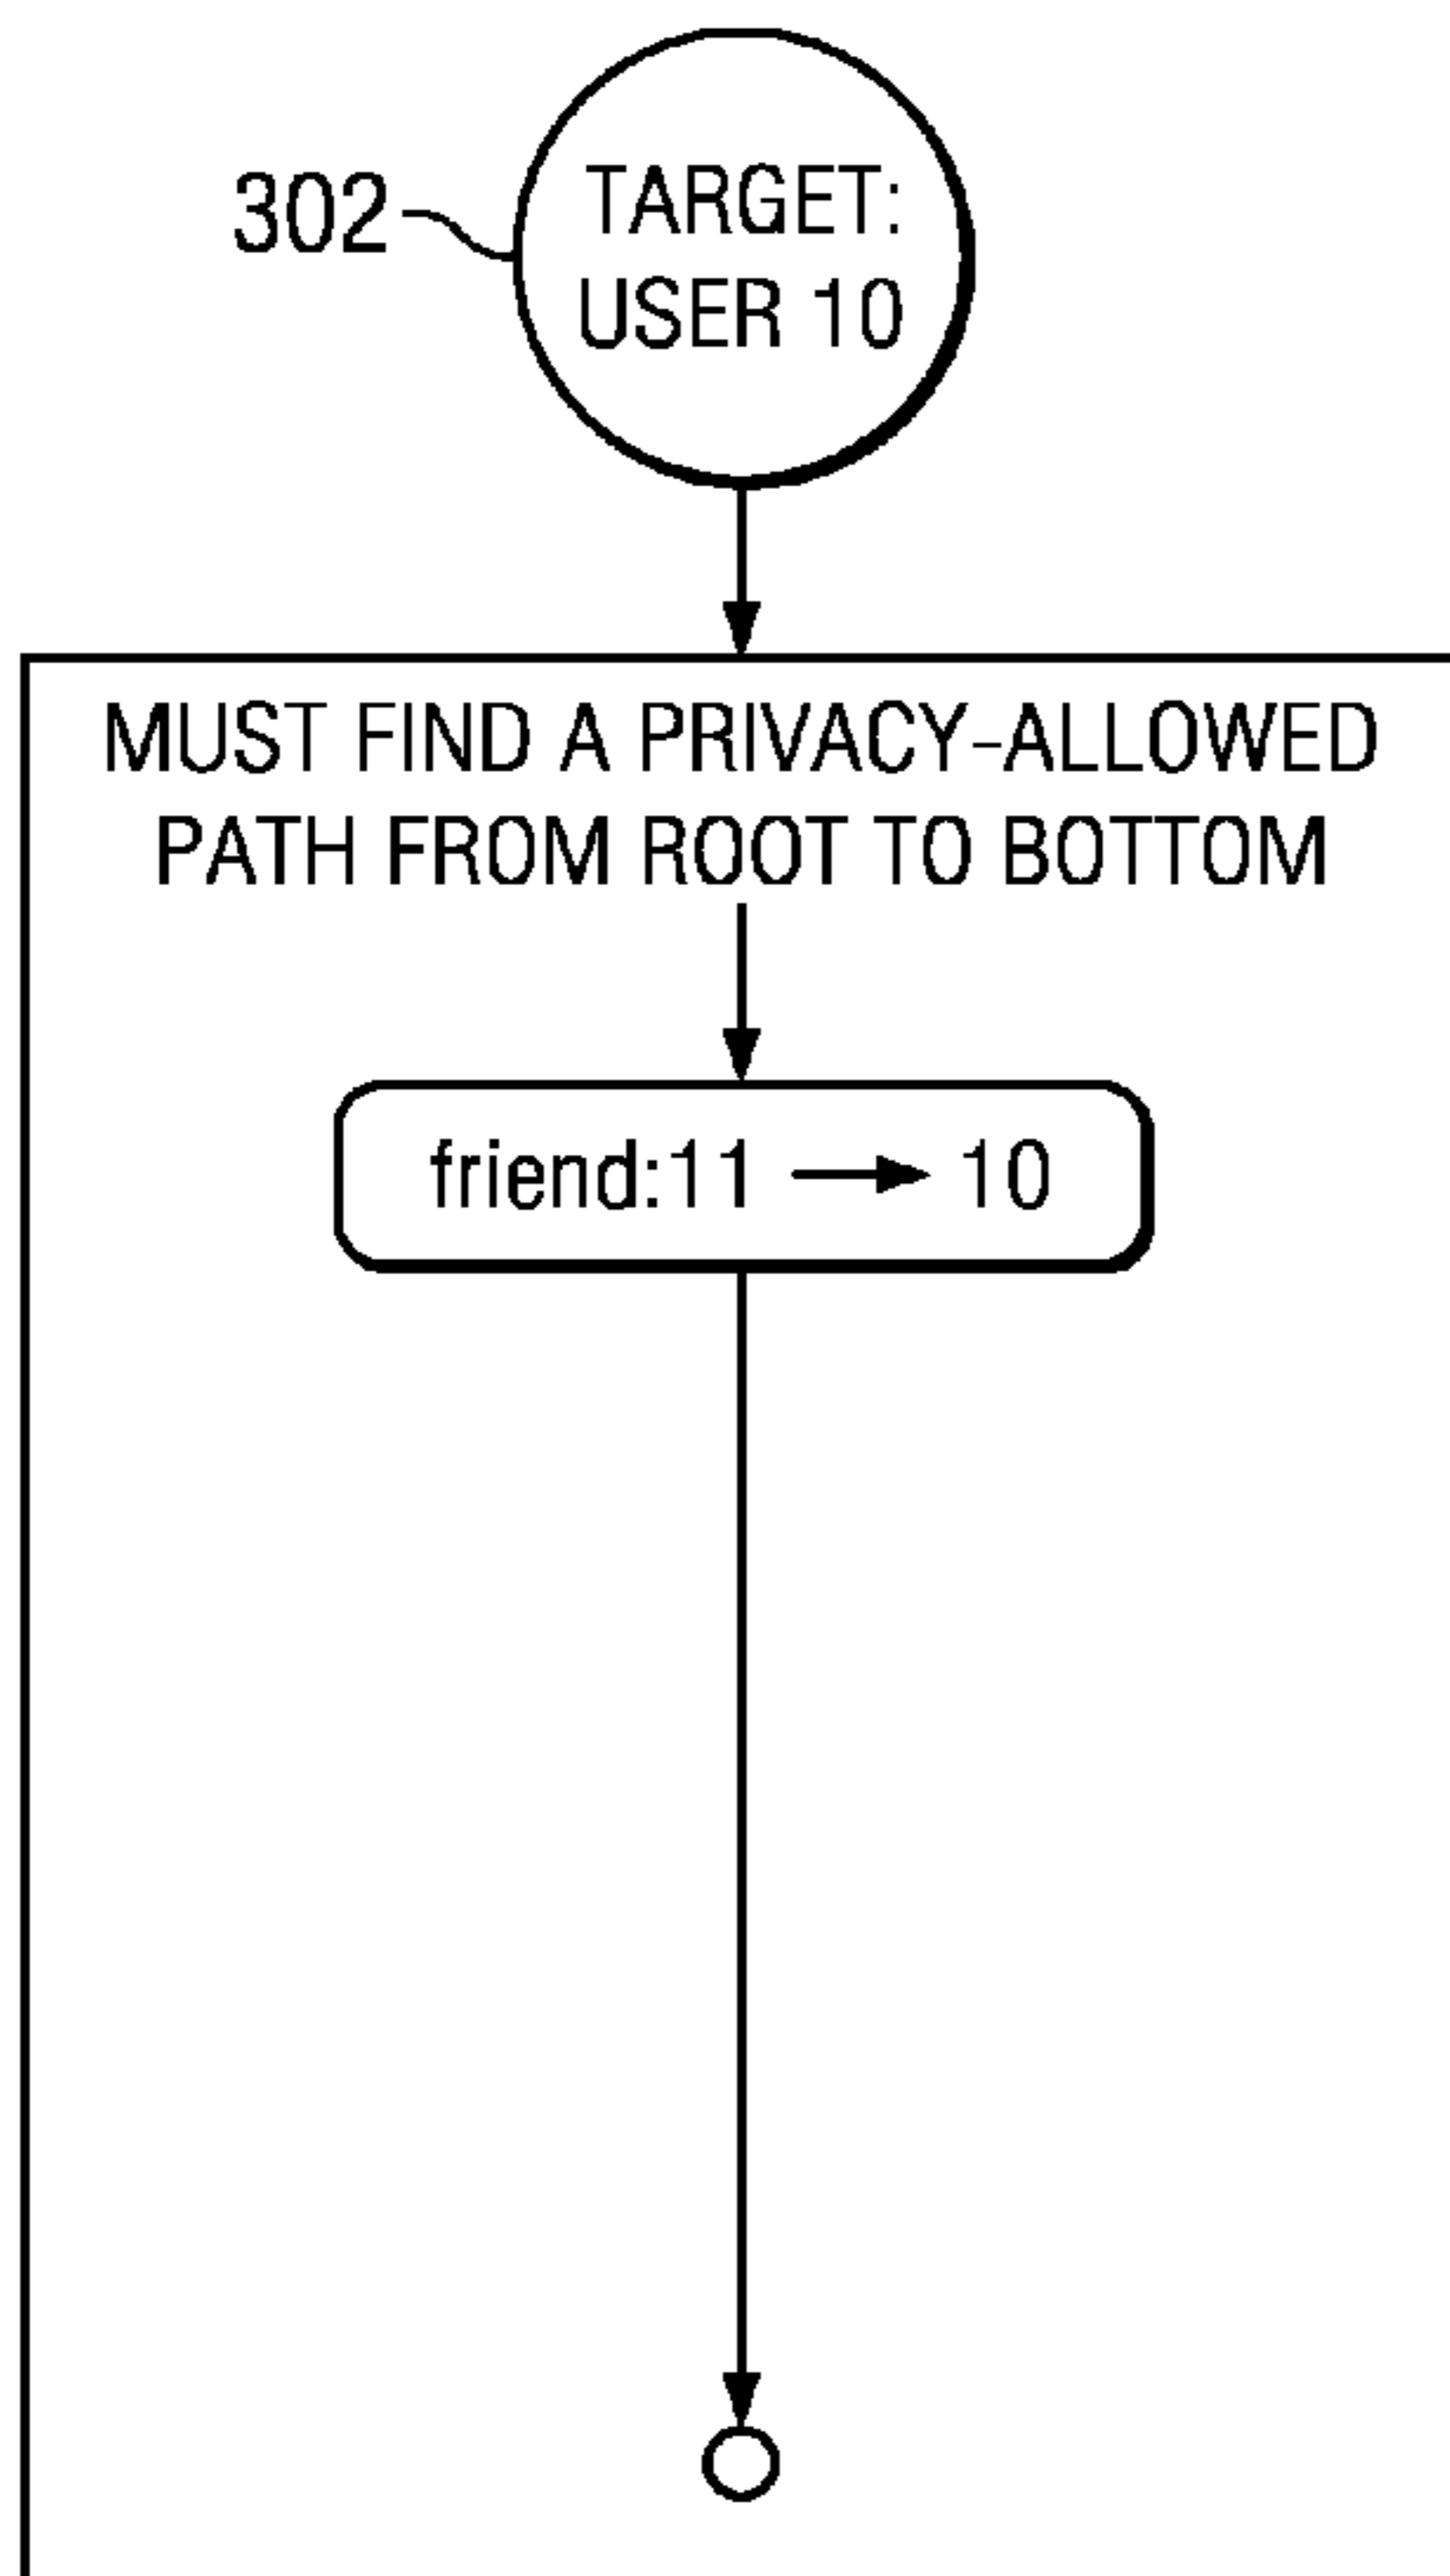 302
TARGET:
USER 10
MUST FIND A PRIVACY-ALLOWED
PATH FROM ROOT TO BOTTOM
friend:11 → 10